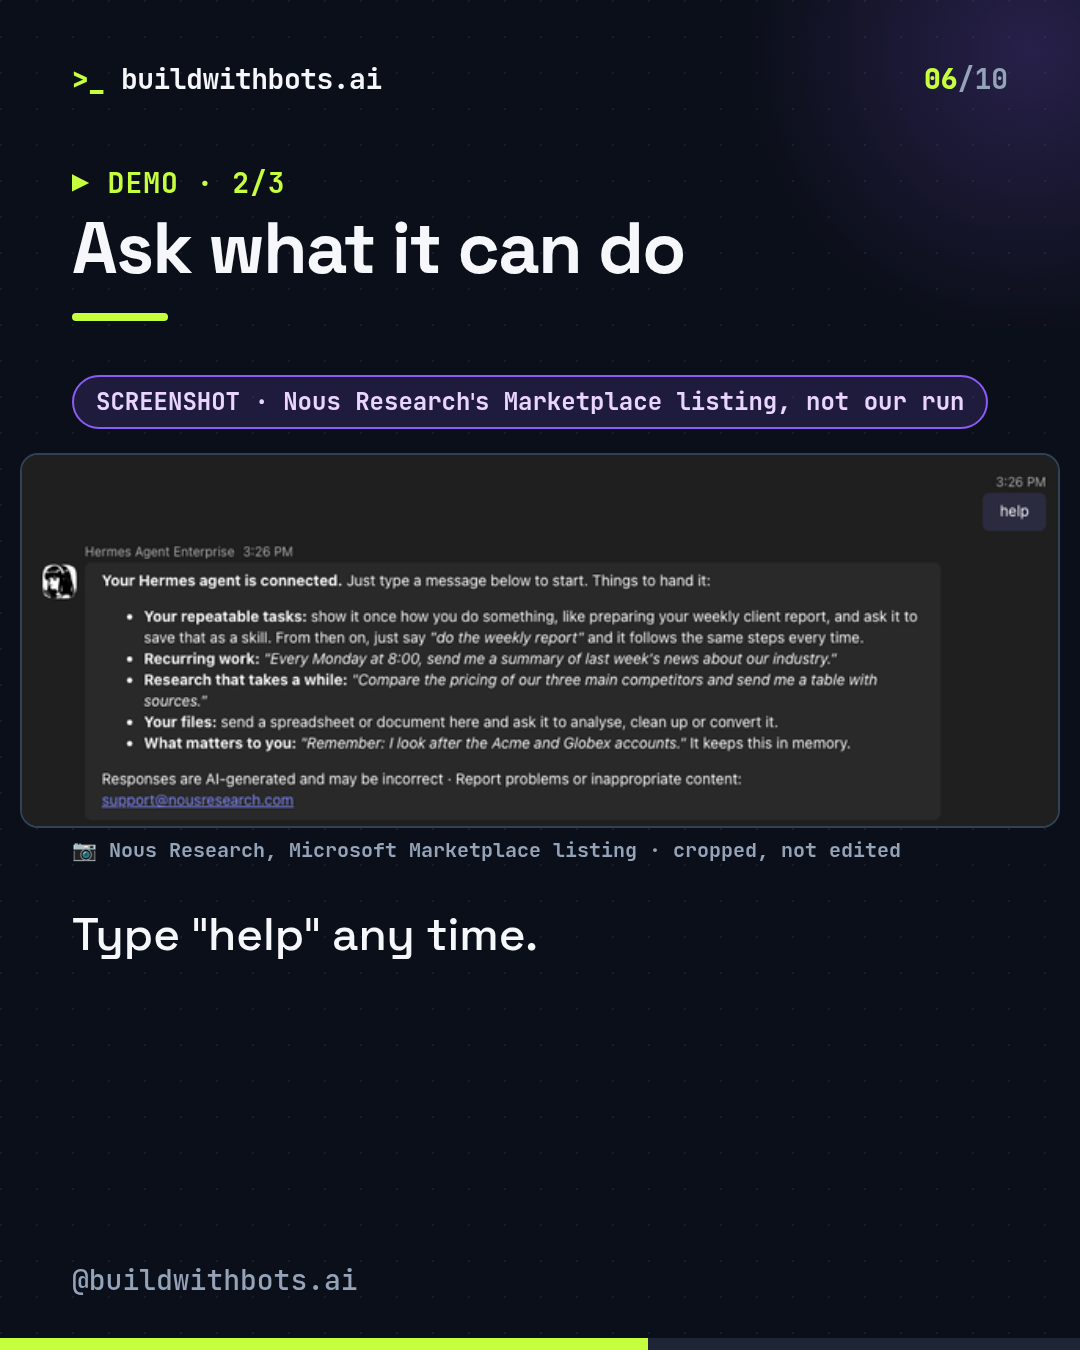 >_ buildwithbots.ai
06/10
▶ DEMO · 2/3
Ask what it can do
SCREENSHOT · Nous Research's Marketplace listing, not our run
3:26 PM
help
Hermes Agent Enterprise 3:26 PM
Your Hermes agent is connected. Just type a message below to start. Things to hand it:
• Your repeatable tasks: show it once how you do something, like preparing your weekly client report, and ask it to
save that as a skill. From then on, just say "do the weekly report" and it follows the same steps every time.
• Recurring work: "Every Monday at 8:00, send me a summary of last week's news about our industry."
• Research that takes a while: "Compare the pricing of our three main competitors and send me a table with
sources."
• Your files: send a spreadsheet or document here and ask it to analyse, clean up or convert it.
• What matters to you: "Remember: I look after the Acme and Globex accounts." It keeps this in memory.
Responses are AI-generated and may be incorrect · Report problems or inappropriate content:
support@nousresearch.com
📷 Nous Research, Microsoft Marketplace listing · cropped, not edited
Type "help" any time.
@buildwithbots.ai